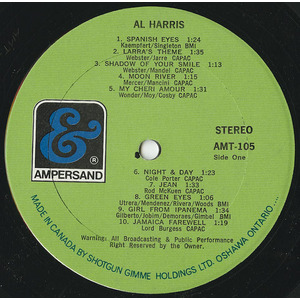 AL HARRIS
1. SPANISH EYES 1:24
Kaempfert/Singleton BMI
2. LARRA'S THEME 1:35
Webster/Jarre CAPAC
3. SHADOW OF YOUR SMILE 1:13
Webster/Mandel CAPAC
4. MOON RIVER 1:15
Mercer/Mancini CAPAC
5. MY CHERI AMOUR 1:31
Wonder/Moy/Cosby CAPAC
&
®
AMPERSAND
STEREO
AMT-105
Side One
6. NIGHT & DAY 1:23
Cole Porter CAPAC
7. JEAN 1:33
Rod McKuen CAPAC
8. GREEN EYES 1:06
Utrera/Mendenez/Rivera/Woods BMI
9. GIRL FROM IPANEMA 1:34
Gilberto/Jobim/Demoraes/Gimbel BMI
10. JAMAICA FAREWELL 1:19
Lord Burgess CAPAC
Warning: All Broadcasting & Public Performance
Right Reserved by the Owner.
MADE IN CANADA BY SHOTGUN GIMME HOLDINGS LTD. OSHAWA ONTARIO ....